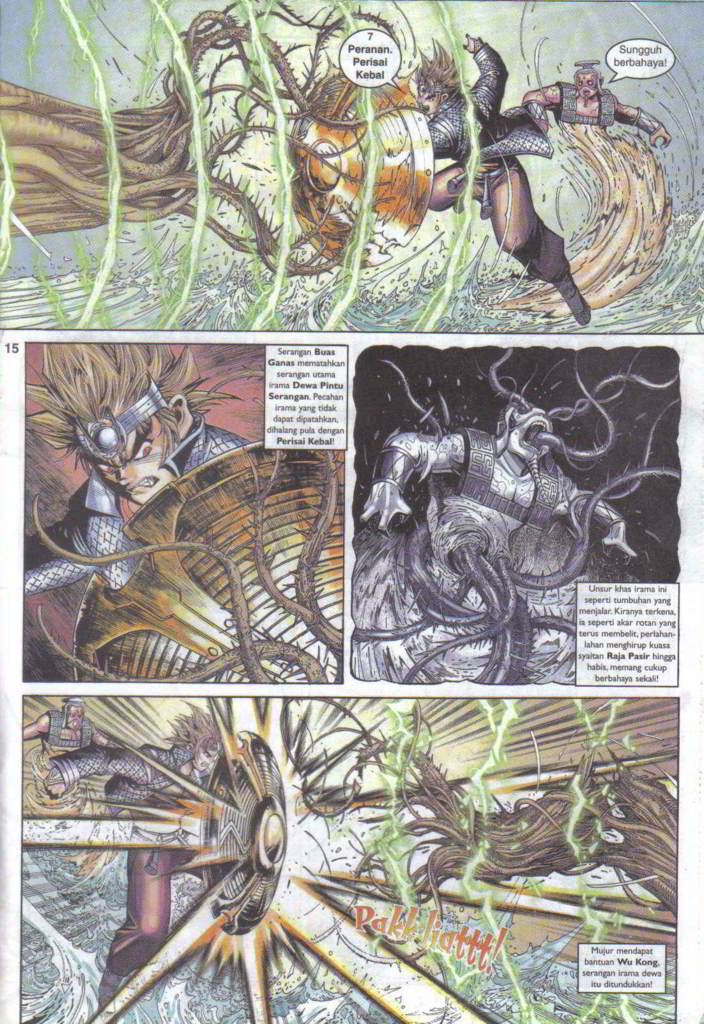 7
Peranan.
Perisai
Kebal
Sungguh
berbahaya!
15
Serangan Buas
Ganas mematahkan
serangan utama
irama Dewa Pintu
Serangan. Pecahan
irama yang tidak
dapat dipatahkan,
dihalang pula dengan
Perisai Kebal!
Unsur khas irama ini
seperti tumbuhan yang
menjalar. Kiranya terkena,
ia seperti akar rotan yang
terus membelit, perlahan-
lahan menghirup kuasa
syaitan Raja Pasir hingga
habis, memang cukup
berbahaya sekali!
Pakk liattt!
Mujur mendapat
bantuan Wu Kong,
serangan irama dewa
itu ditundukkan!